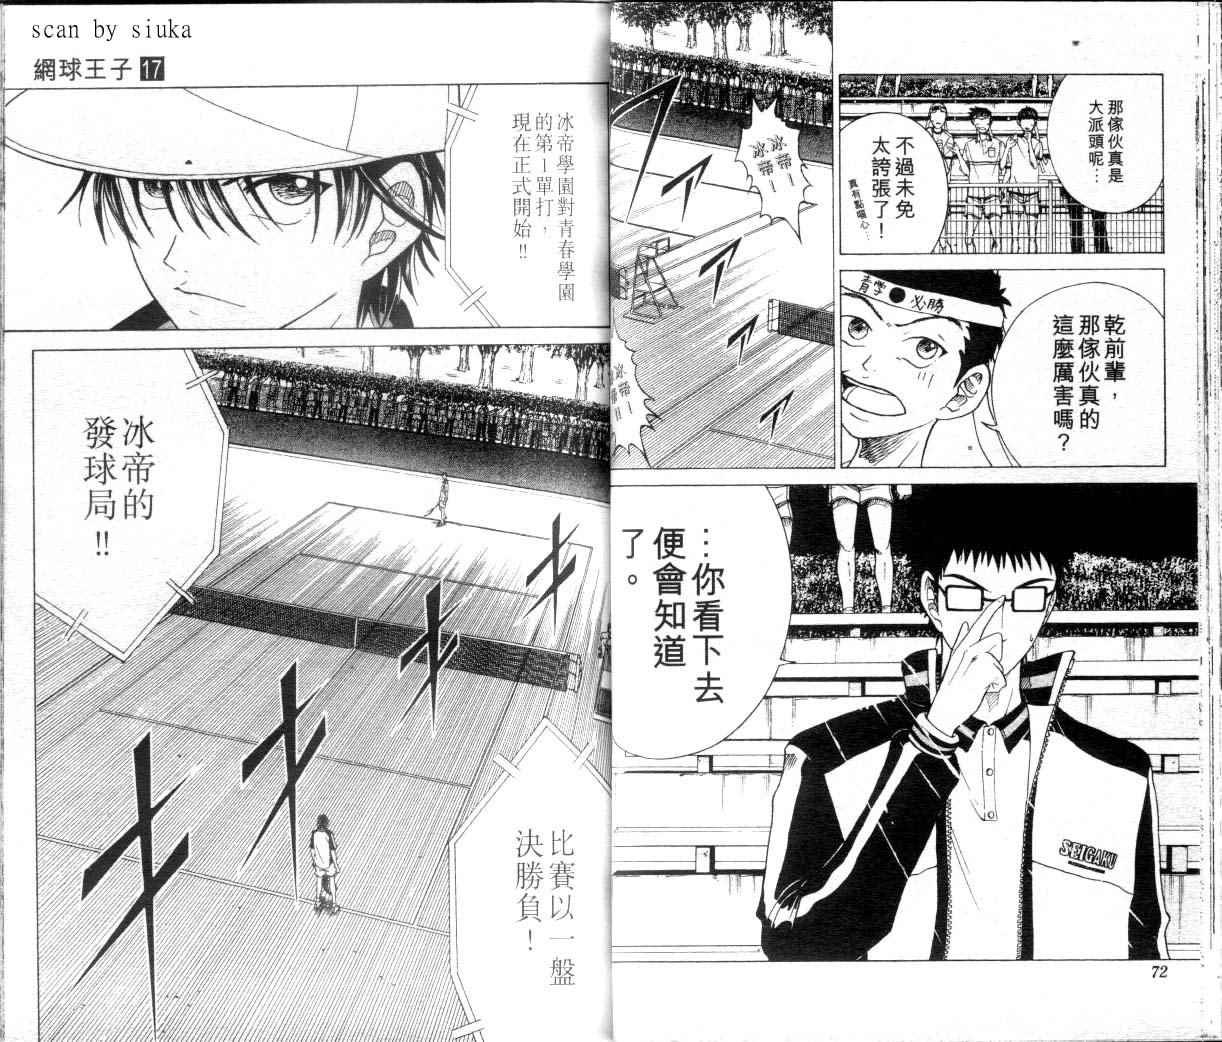 scan by siuka
網球王子 17
那傢伙真是
大派頭呢…
不過未免
太誇張了！
真有點噁心…
冰帝——
冰帝——
青學●必勝
乾前輩，
那傢伙真的
這麼厲害嗎？
冰帝——
冰帝——
…你看下去
便會知道
了。
SEIGAKU
72
冰帝學園對青春學園
的第1單打，
現在正式開始!!
冰帝的
發球局!!
比賽以一盤
決勝負！